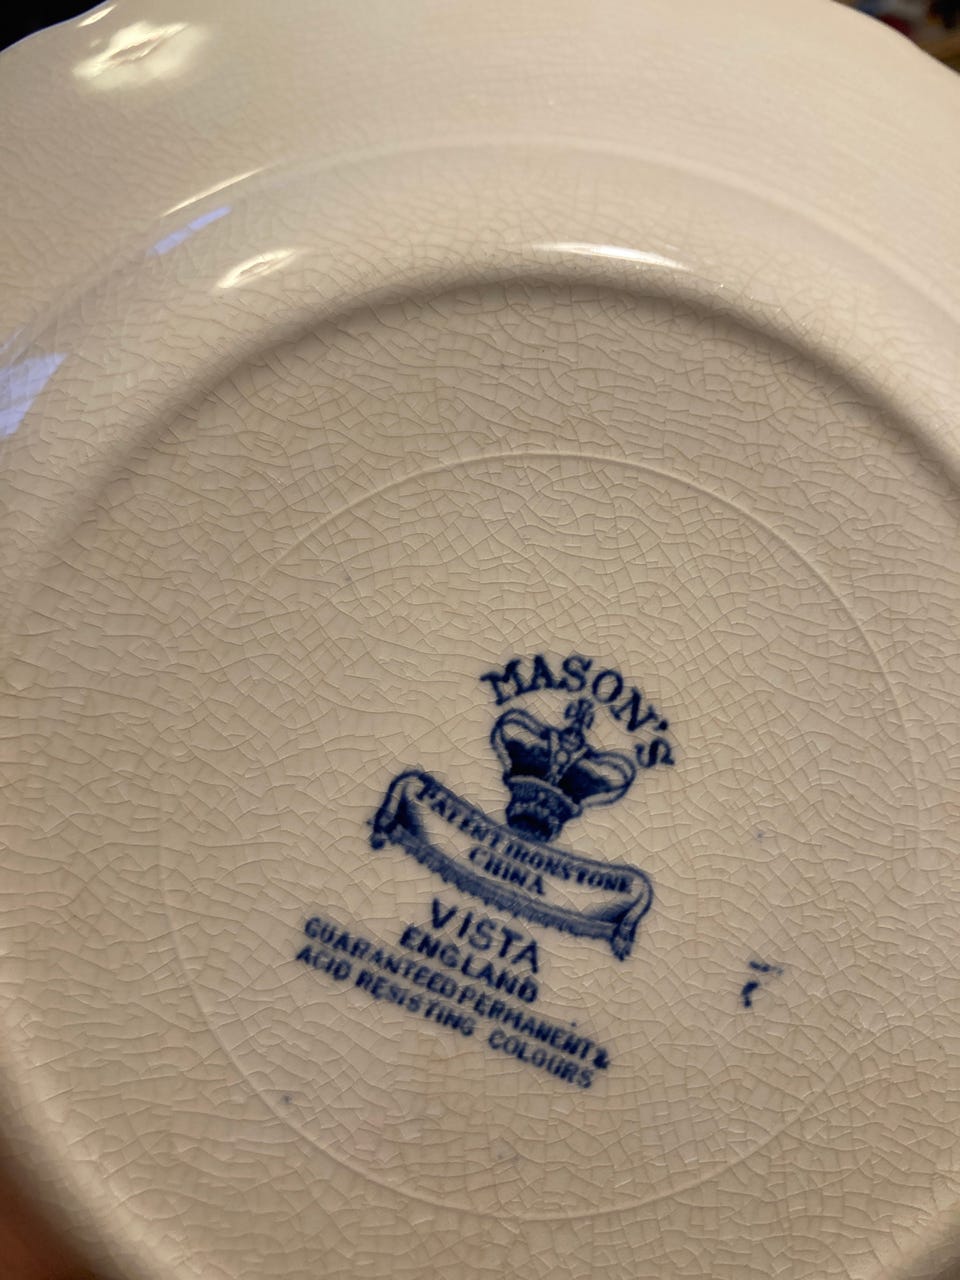 MASON'S
PATENT IRONSTONE
CHINA
VISTA
ENGLAND
GUARANTEED PERMANENT &
ACID RESISTING COLOURS